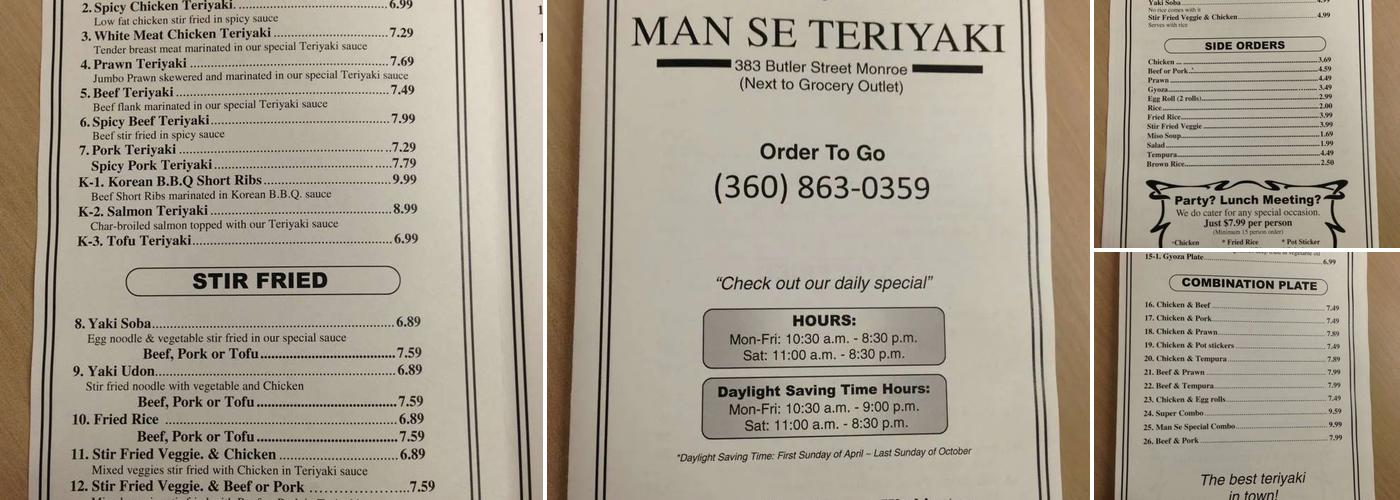 2. Spicy Chicken Teriyaki. 6.99
Low fat chicken stir fried in spicy sauce
3. White Meat Chicken Teriyaki 7.29
Tender breast meat marinated in our special Teriyaki sauce
4. Prawn Teriyaki 7.69
Jumbo Prawn skewered and marinated in our special Teriyaki sauce
5. Beef Teriyaki 7.49
Beef flank marinated in our special Teriyaki sauce
6. Spicy Beef Teriyaki 7.99
Beef stir fried in spicy sauce
7. Pork Teriyaki 7.29
Spicy Pork Teriyaki 7.79
K-1. Korean B.B.Q Short Ribs 9.99
Beef Short Ribs marinated in Korean B.B.Q. sauce
K-2. Salmon Teriyaki 8.99
Char-broiled salmon topped with our Teriyaki sauce
K-3. Tofu Teriyaki 6.99
STIR FRIED
8. Yaki Soba 6.89
Egg noodle & vegetable stir fried in our special sauce
Beef, Pork or Tofu 7.59
9. Yaki Udon 6.89
Stir fried noodle with vegetable and Chicken
Beef, Pork or Tofu 7.59
10. Fried Rice 6.89
Beef, Pork or Tofu 7.59
11. Stir Fried Veggie. & Chicken 6.89
Mixed veggies stir fried with Chicken in Teriyaki sauce
12. Stir Fried Veggie. & Beef or Pork 7.59
MAN SE TERIYAKI
383 Butler Street Monroe
(Next to Grocery Outlet)
Order To Go
(360) 863-0359
"Check out our daily special"
HOURS:
Mon-Fri: 10:30 a.m. - 8:30 p.m.
Sat: 11:00 a.m. - 8:30 p.m.
Daylight Saving Time Hours:
Mon-Fri: 10:30 a.m. - 9:00 p.m.
Sat: 11:00 a.m. - 8:30 p.m.
*Daylight Saving Time: First Sunday of April ~ Last Sunday of October
Yaki Soba
No rice comes with it
Stir Fried Veggie & Chicken 4.99
Serves with rice
SIDE ORDERS
Chicken 3.69
Beef or Pork 4.59
Prawn 4.49
Gyoza 3.49
Egg Roll (2 rolls) 2.99
Rice 2.00
Fried Rice 3.99
Stir Fried Veggie 3.99
Miso Soup 1.69
Salad 1.99
Tempura 4.49
Brown Rice 2.50
Party? Lunch Meeting?
We do cater for any special occasion.
Just $7.99 per person
(Minimum 15 person order)
*Chicken * Fried Rice * Pot Sticker
15-1. Gyoza Plate 6.99
COMBINATION PLATE
16. Chicken & Beef 7.49
17. Chicken & Pork 7.49
18. Chicken & Prawn 7.89
19. Chicken & Pot stickers 7.49
20. Chicken & Tempura 7.89
21. Beef & Prawn 7.99
22. Beef & Tempura 7.99
23. Chicken & Egg rolls 7.49
24. Super Combo 9.59
25. Man Se Special Combo 9.99
26. Beef & Pork 7.99
The best teriyaki
in town!